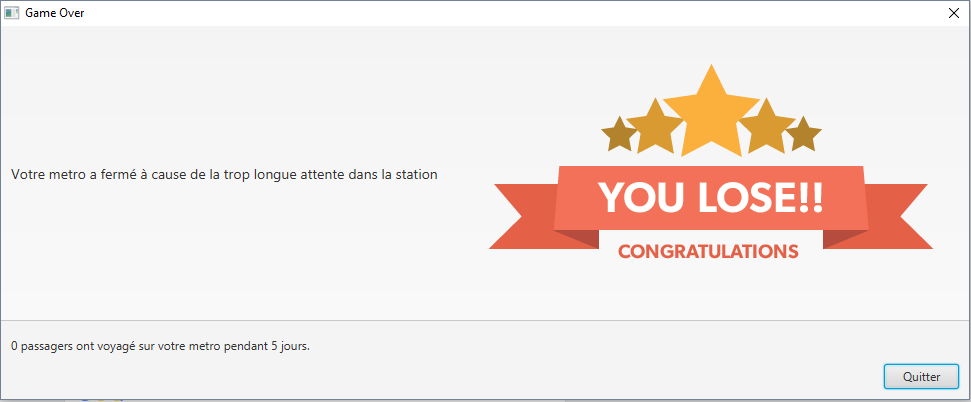 Game Over
Votre metro a fermé à cause de la trop longue attente dans la station
YOU LOSE!!
CONGRATULATIONS
0 passagers ont voyagé sur votre metro pendant 5 jours.
Quitter